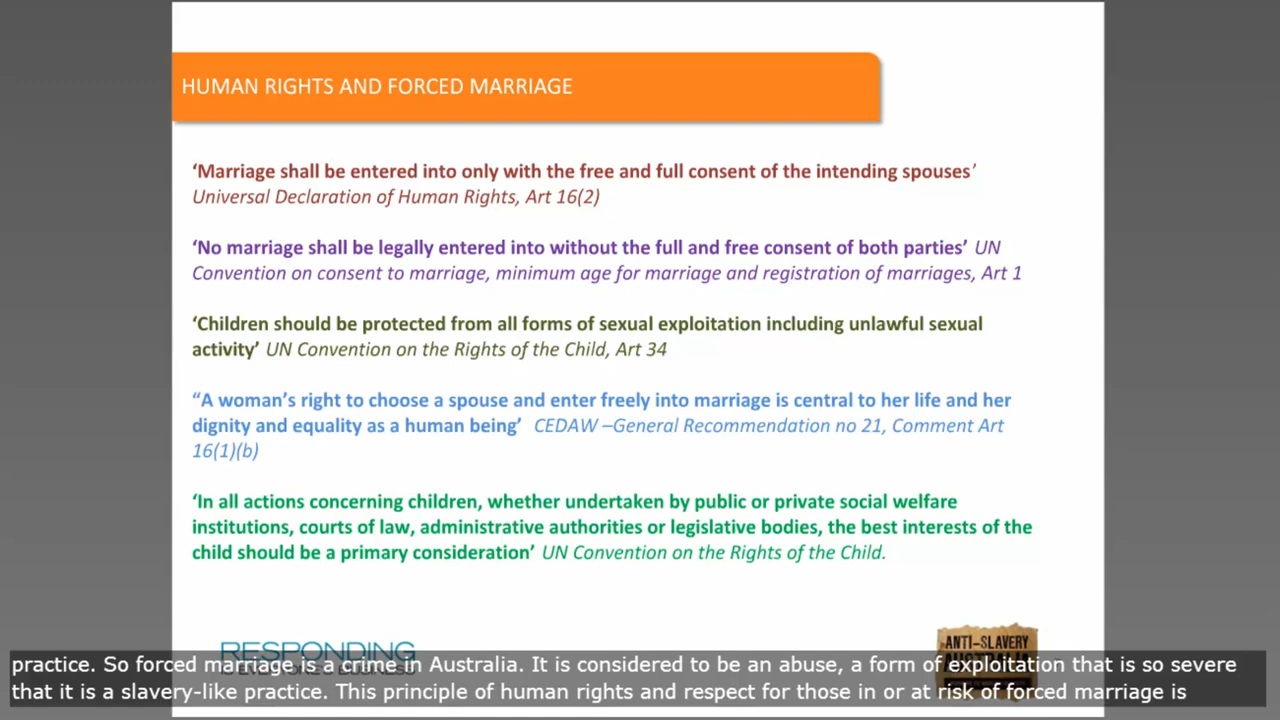 HUMAN RIGHTS AND FORCED MARRIAGE
‘Marriage shall be entered into only with the free and full consent of the intending spouses’
Universal Declaration of Human Rights, Art 16(2)
‘No marriage shall be legally entered into without the full and free consent of both parties’ UN
Convention on consent to marriage, minimum age for marriage and registration of marriages, Art 1
‘Children should be protected from all forms of sexual exploitation including unlawful sexual
activity’ UN Convention on the Rights of the Child, Art 34
“A woman’s right to choose a spouse and enter freely into marriage is central to her life and her
dignity and equality as a human being’ CEDAW –General Recommendation no 21, Comment Art
16(1)(b)
‘In all actions concerning children, whether undertaken by public or private social welfare
institutions, courts of law, administrative authorities or legislative bodies, the best interests of the
child should be a primary consideration’ UN Convention on the Rights of the Child.
RESPONDING
ANTI-SLAVERY
practice. So forced marriage is a crime in Australia. It is considered to be an abuse, a form of exploitation that is so severe
that it is a slavery-like practice. This principle of human rights and respect for those in or at risk of forced marriage is